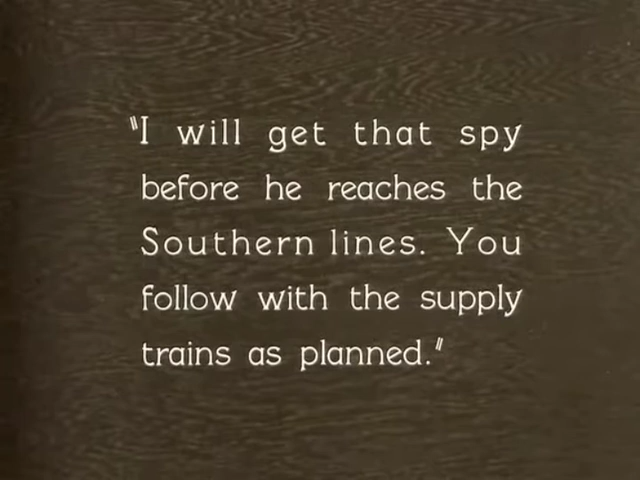 "I will get that spy
before he reaches the
Southern lines. You
follow with the supply
trains as planned."